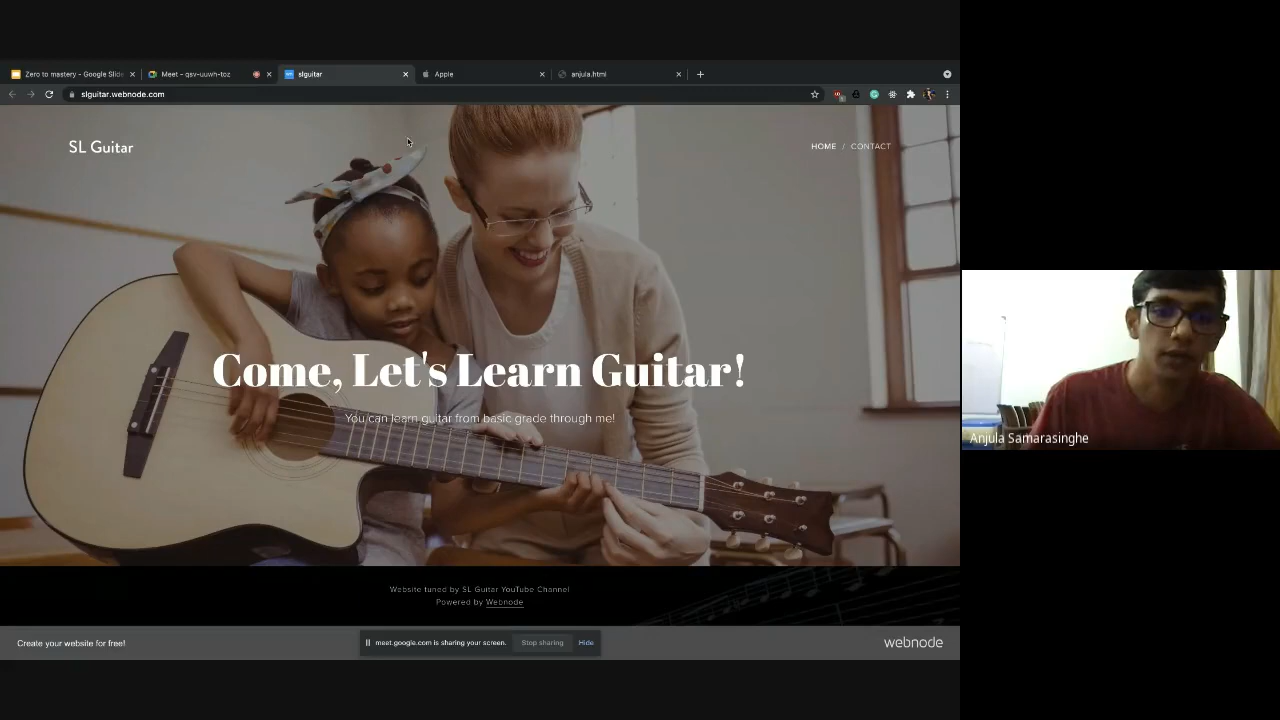 Zero to mastery - Google Slide
Meet - qsv-uuwh-toz
slguitar
Apple
anjula.html
slguitar.webnode.com
SL Guitar
HOME / CONTACT
Come, Let's Learn Guitar!
You can learn guitar from basic grade through me!
Anjula Samarasinghe
Website tuned by SL Guitar YouTube Channel
Powered by Webnode
Create your website for free!
meet.google.com is sharing your screen.
Stop sharing
Hide
webnode